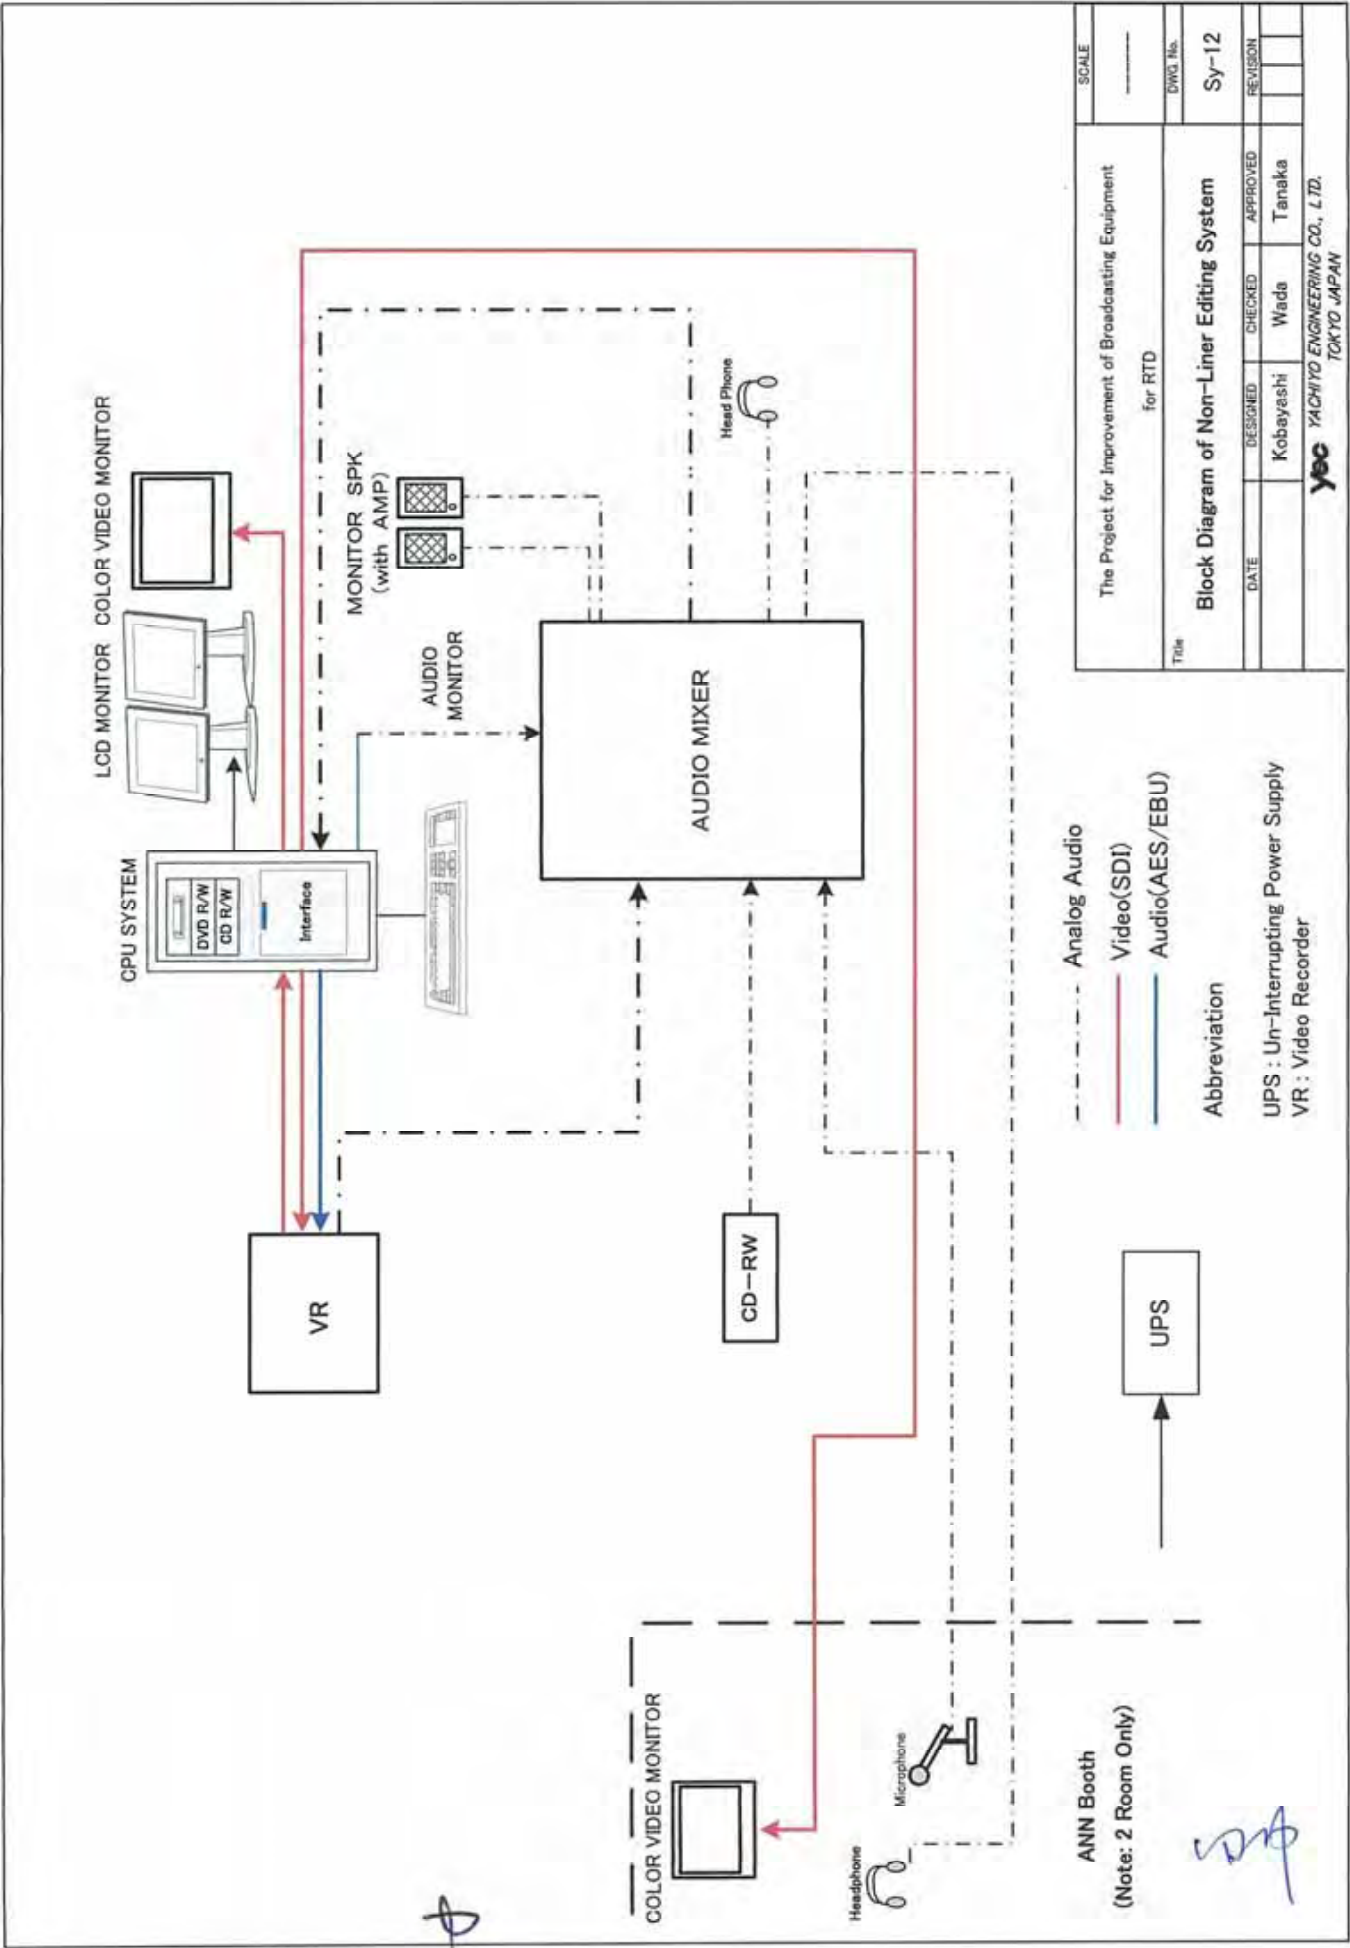 LCD MONITOR
COLOR VIDEO MONITOR
CPU SYSTEM
DVD R/W
CD R/W
Interface
MONITOR SPK
(with AMP)
AUDIO
MONITOR
VR
AUDIO MIXER
Head Phone
CD-RW
COLOR VIDEO MONITOR
Microphone
Headphone
ANN Booth
(Note: 2 Room Only)
UPS
Analog Audio
Video(SDI)
Audio(AES/EBU)
Abbreviation
UPS : Un-Interrupting Power Supply
VR : Video Recorder
The Project for Improvement of Broadcasting Equipment
for RTD
SCALE
------
Title
Block Diagram of Non-Liner Editing System
DWG. No.
Sy-12
DATE DESIGNED CHECKED APPROVED REVISION
Kobayashi Wada Tanaka
yec YACHIYO ENGINEERING CO., LTD.
TOKYO JAPAN